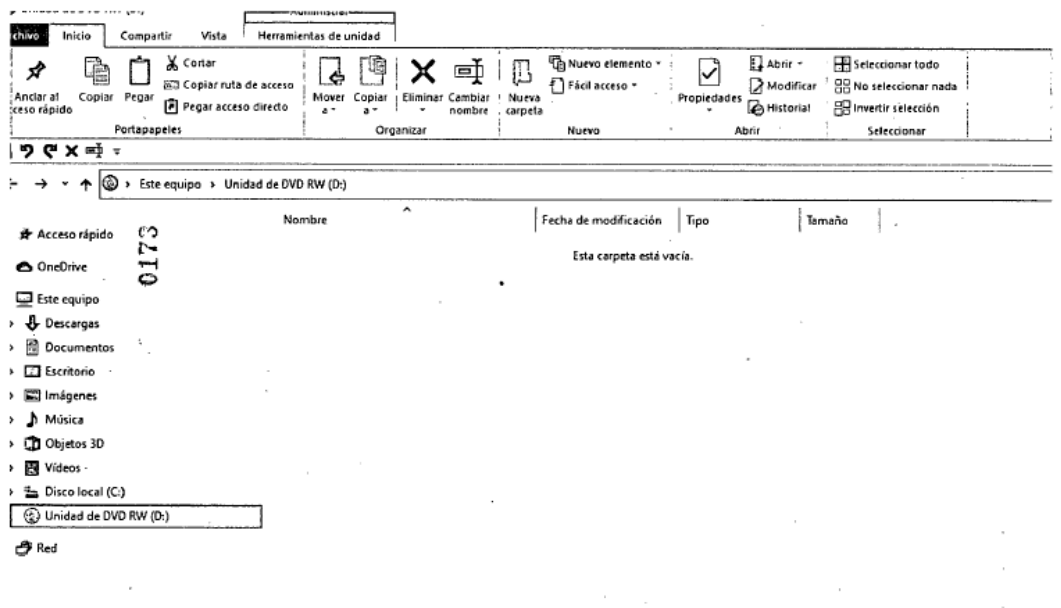 Administrar
chivo Inicio Compartir Vista Herramientas de unidad
Anclar al
ceso rápido
Copiar
Pegar
Cortar
Copiar ruta de acceso
Pegar acceso directo
Portapapeles
Mover
a
Copiar
a
Eliminar
Cambiar
nombre
Organizar
Nueva
carpeta
Nuevo elemento
Fácil acceso
Nuevo
Propiedades
Abrir
Modificar
Historial
Abrir
Seleccionar todo
No seleccionar nada
Invertir selección
Seleccionar
Este equipo › Unidad de DVD RW (D:)
Nombre Fecha de modificación Tipo Tamaño
Esta carpeta está vacía.
0173
Acceso rápido
OneDrive
Este equipo
Descargas
Documentos
Escritorio
Imágenes
Música
Objetos 3D
Vídeos
Disco local (C:)
Unidad de DVD RW (D:)
Red